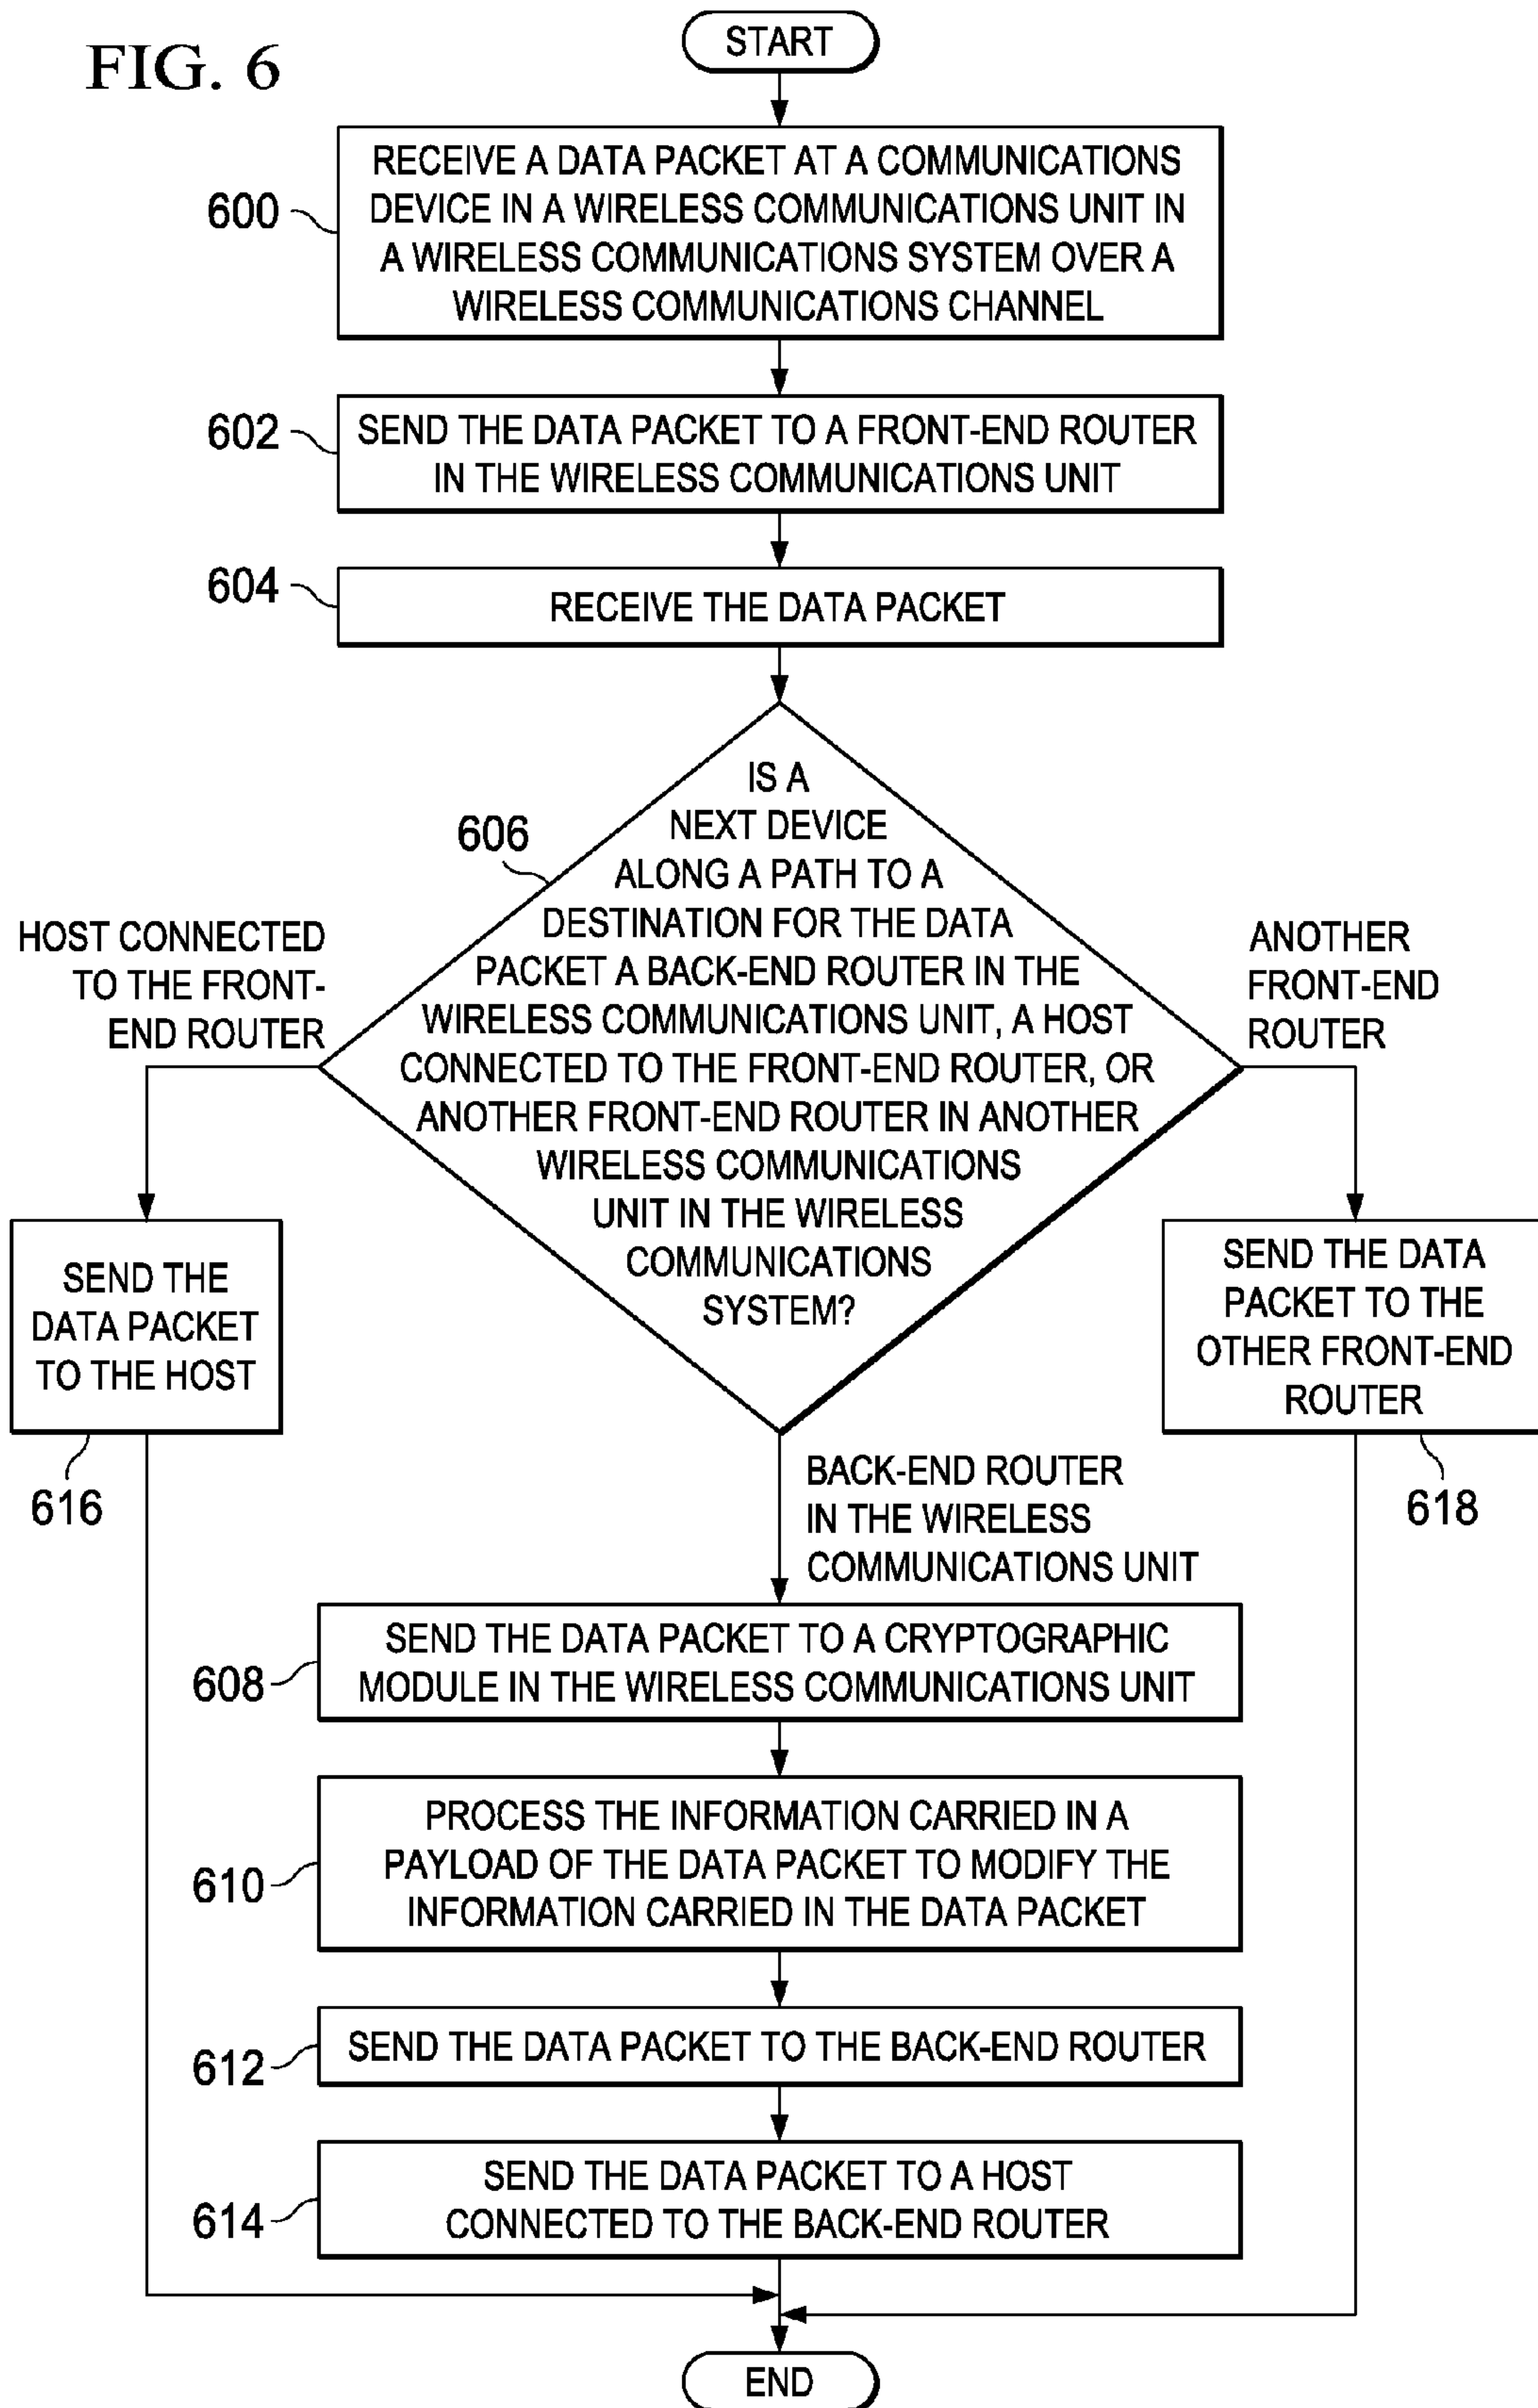 FIG. 6
START
600
RECEIVE A DATA PACKET AT A COMMUNICATIONS
DEVICE IN A WIRELESS COMMUNICATIONS UNIT IN
A WIRELESS COMMUNICATIONS SYSTEM OVER A
WIRELESS COMMUNICATIONS CHANNEL
602
SEND THE DATA PACKET TO A FRONT-END ROUTER
IN THE WIRELESS COMMUNICATIONS UNIT
604
RECEIVE THE DATA PACKET
606
IS A
NEXT DEVICE
ALONG A PATH TO A
DESTINATION FOR THE DATA
PACKET A BACK-END ROUTER IN THE
WIRELESS COMMUNICATIONS UNIT, A HOST
CONNECTED TO THE FRONT-END ROUTER, OR
ANOTHER FRONT-END ROUTER IN ANOTHER
WIRELESS COMMUNICATIONS
UNIT IN THE WIRELESS
COMMUNICATIONS
SYSTEM?
HOST CONNECTED
TO THE FRONT-
END ROUTER
ANOTHER
FRONT-END
ROUTER
SEND THE
DATA PACKET
TO THE HOST
616
SEND THE DATA
PACKET TO THE
OTHER FRONT-END
ROUTER
618
BACK-END ROUTER
IN THE WIRELESS
COMMUNICATIONS UNIT
608
SEND THE DATA PACKET TO A CRYPTOGRAPHIC
MODULE IN THE WIRELESS COMMUNICATIONS UNIT
610
PROCESS THE INFORMATION CARRIED IN A
PAYLOAD OF THE DATA PACKET TO MODIFY THE
INFORMATION CARRIED IN THE DATA PACKET
612
SEND THE DATA PACKET TO THE BACK-END ROUTER
614
SEND THE DATA PACKET TO A HOST
CONNECTED TO THE BACK-END ROUTER
END